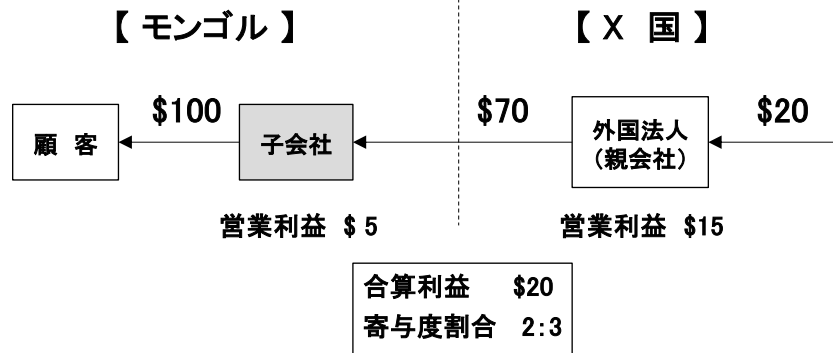 【 モンゴル 】
【 X 国 】
$100
$70
$20
顧 客
子会社
外国法人
（親会社）
営業利益 $ 5
営業利益 $15
合算利益 $20
寄与度割合 2：3